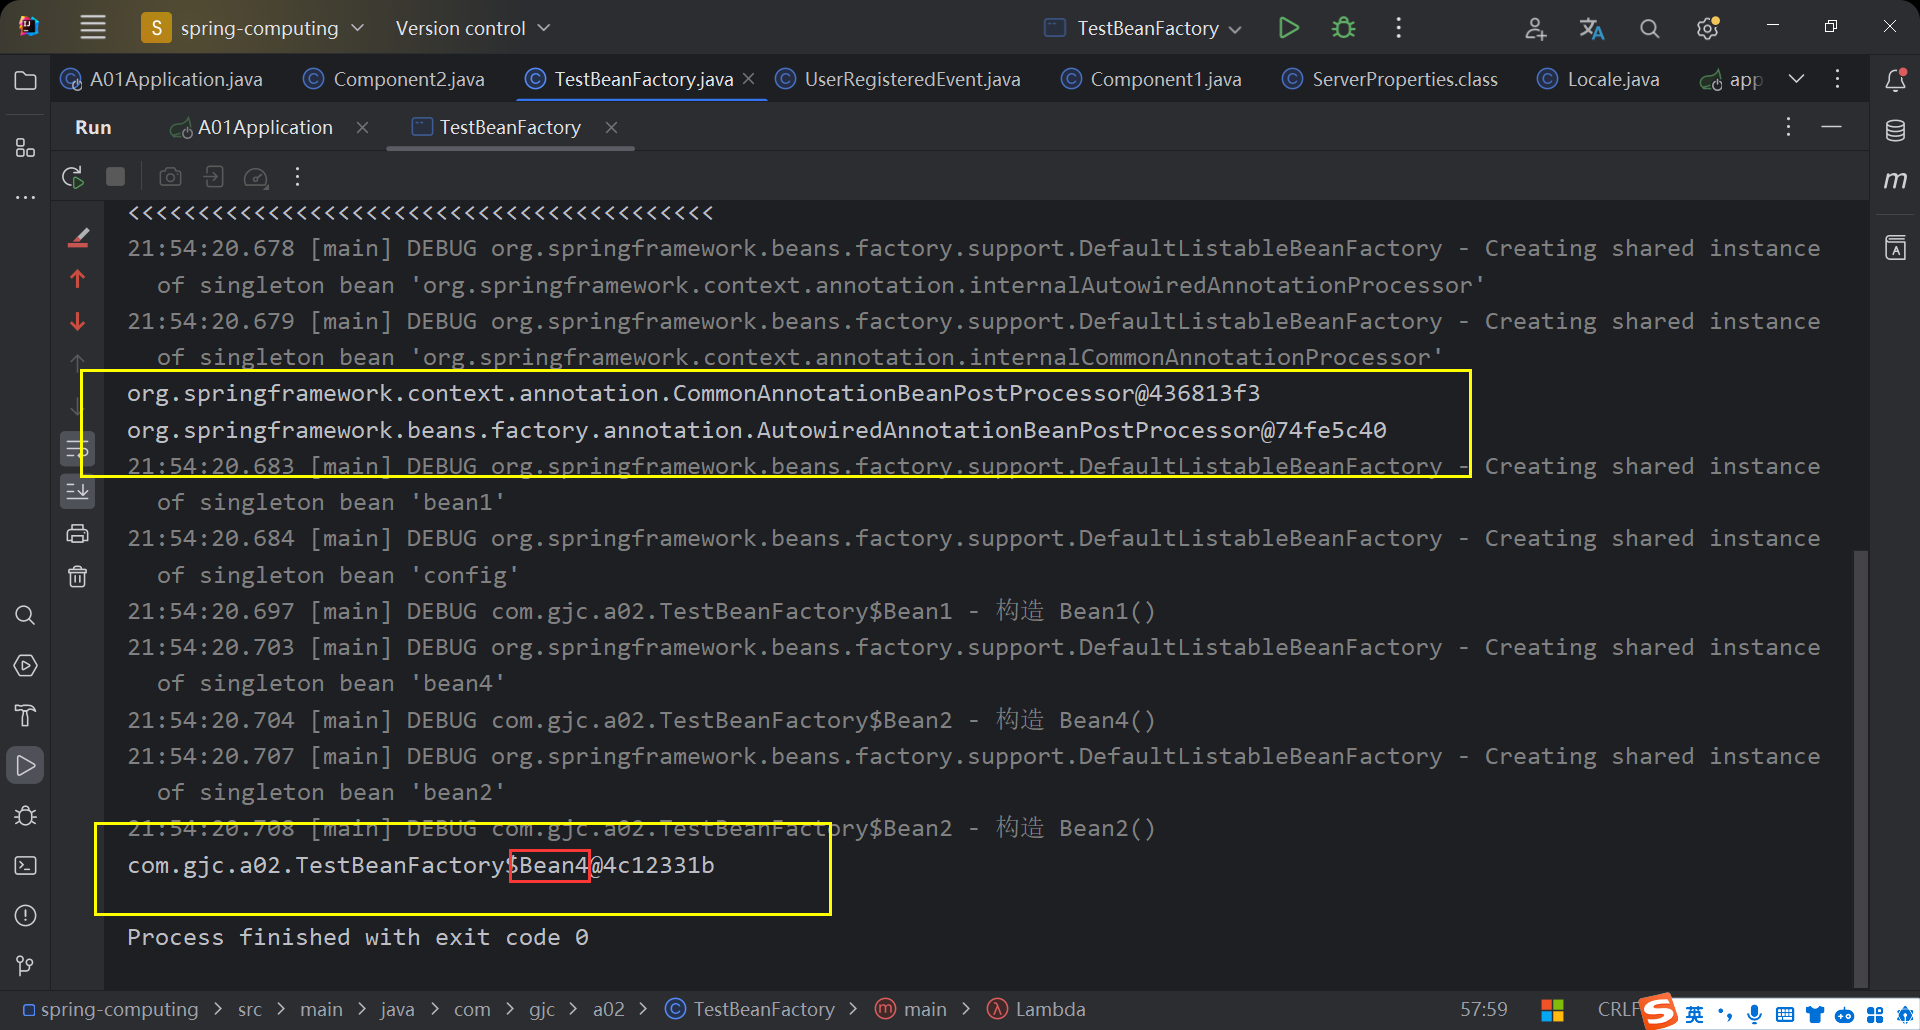 S spring-computing Version control TestBeanFactory
A01Application.java Component2.java TestBeanFactory.java UserRegisteredEvent.java Component1.java ServerProperties.class Locale.java app
Run A01Application TestBeanFactory
<<<<<<<<<<<<<<<<<<<<<<<<<<<<<<<<<<<<<<<<<<
21:54:20.678 [main] DEBUG org.springframework.beans.factory.support.DefaultListableBeanFactory - Creating shared instance
of singleton bean 'org.springframework.context.annotation.internalAutowiredAnnotationProcessor'
21:54:20.679 [main] DEBUG org.springframework.beans.factory.support.DefaultListableBeanFactory - Creating shared instance
of singleton bean 'org.springframework.context.annotation.internalCommonAnnotationProcessor'
org.springframework.context.annotation.CommonAnnotationBeanPostProcessor@436813f3
org.springframework.beans.factory.annotation.AutowiredAnnotationBeanPostProcessor@74fe5c40
21:54:20.683 [main] DEBUG org.springframework.beans.factory.support.DefaultListableBeanFactory - Creating shared instance
of singleton bean 'bean1'
21:54:20.684 [main] DEBUG org.springframework.beans.factory.support.DefaultListableBeanFactory - Creating shared instance
of singleton bean 'config'
21:54:20.697 [main] DEBUG com.gjc.a02.TestBeanFactory$Bean1 - 构造 Bean1()
21:54:20.703 [main] DEBUG org.springframework.beans.factory.support.DefaultListableBeanFactory - Creating shared instance
of singleton bean 'bean4'
21:54:20.704 [main] DEBUG com.gjc.a02.TestBeanFactory$Bean2 - 构造 Bean4()
21:54:20.707 [main] DEBUG org.springframework.beans.factory.support.DefaultListableBeanFactory - Creating shared instance
of singleton bean 'bean2'
21:54:20.708 [main] DEBUG com.gjc.a02.TestBeanFactory$Bean2 - 构造 Bean2()
com.gjc.a02.TestBeanFactory$Bean4@4c12331b
Process finished with exit code 0
spring-computing > src > main > java > com > gjc > a02 > TestBeanFactory > main > Lambda 57:59 CRLF 英